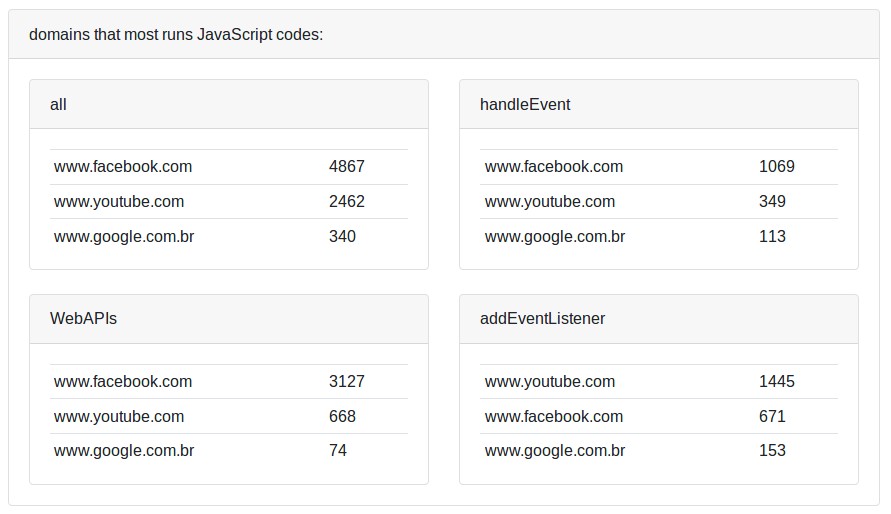 domains that most runs JavaScript codes:
all
www.facebook.com 4867
www.youtube.com 2462
www.google.com.br 340
handleEvent
www.facebook.com 1069
www.youtube.com 349
www.google.com.br 113
WebAPIs
www.facebook.com 3127
www.youtube.com 668
www.google.com.br 74
addEventListener
www.youtube.com 1445
www.facebook.com 671
www.google.com.br 153